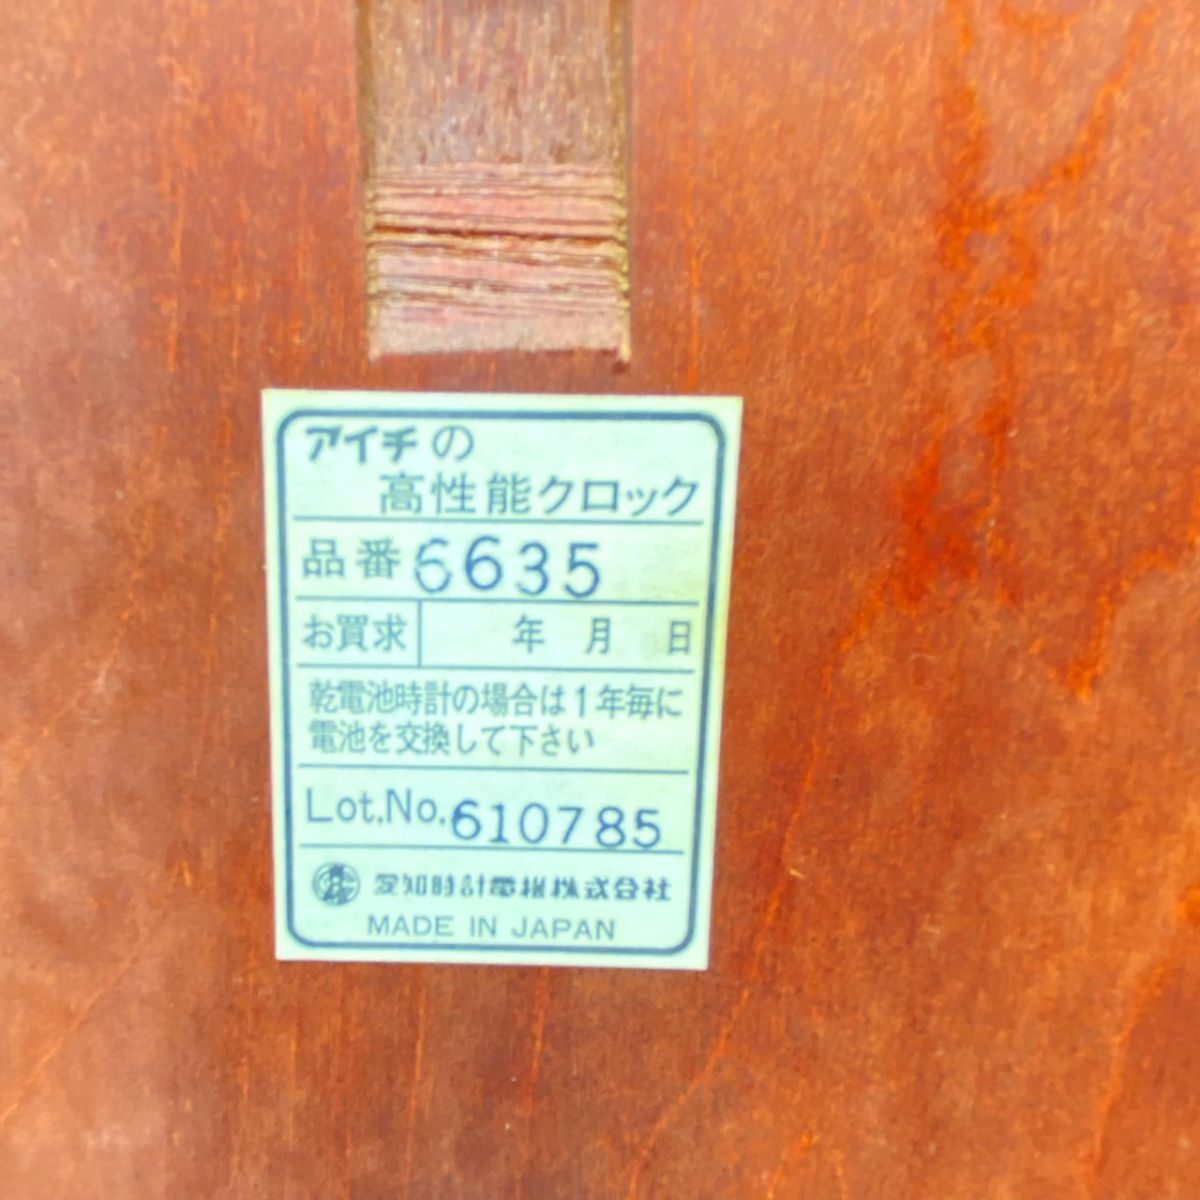 アイチの
高性能クロック
品番 6635
お買求 年 月 日
乾電池時計の場合は1年毎に
電池を交換して下さい
Lot.No. 610785
愛知時計電機株式会社
MADE IN JAPAN